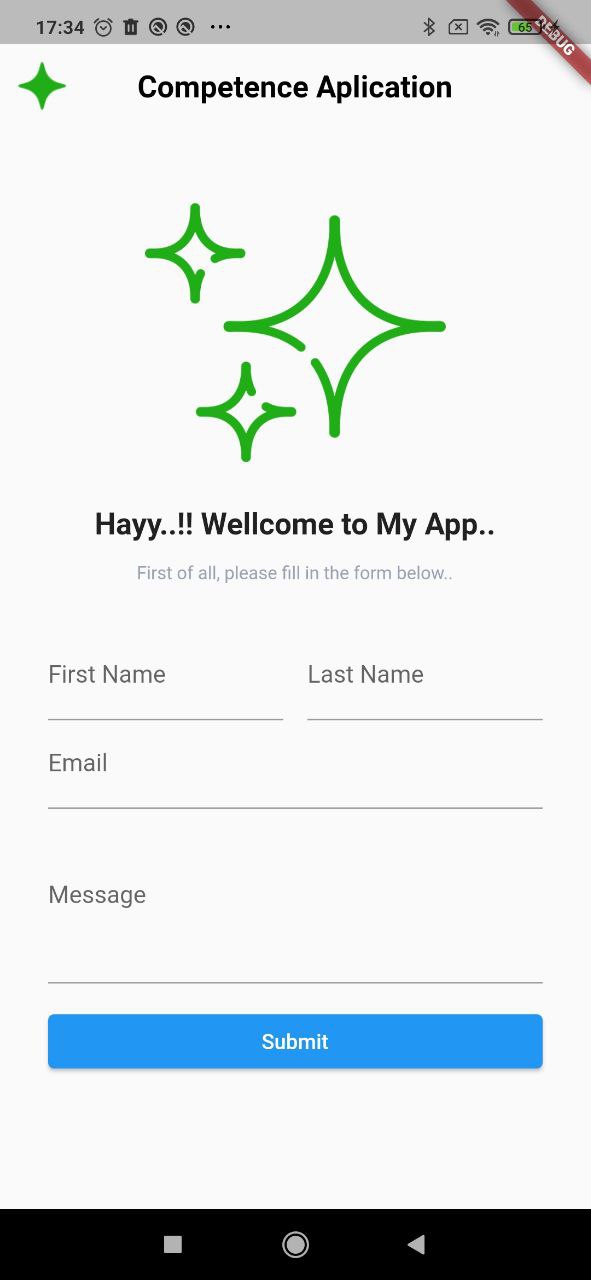 17:34
65
DEBUG
Competence Aplication
Hayy..!! Wellcome to My App..
First of all, please fill in the form below..
First Name
Last Name
Email
Message
Submit